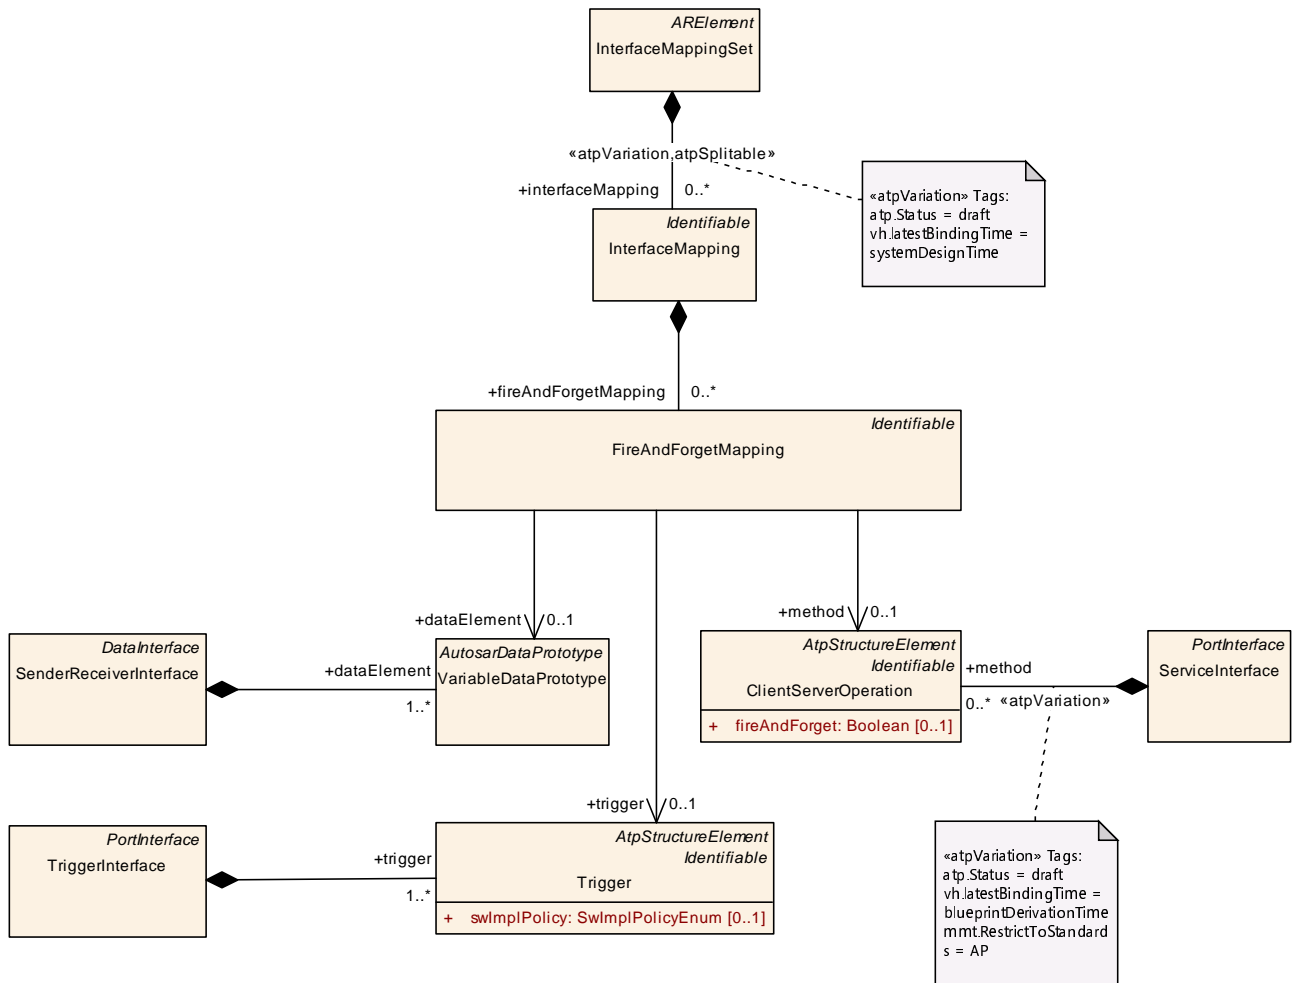 ARElement
InterfaceMappingSet
«atpVariation,atpSplitable»
+interfaceMapping 0..*
«atpVariation» Tags:
atp.Status = draft
vh.latestBindingTime =
systemDesignTime
Identifiable
InterfaceMapping
+fireAndForgetMapping 0..*
Identifiable
FireAndForgetMapping
+dataElement 0..1
+method 0..1
DataInterface
SenderReceiverInterface
+dataElement
1..*
AutosarDataPrototype
VariableDataPrototype
AtpStructureElement
Identifiable
ClientServerOperation
+ fireAndForget: Boolean [0..1]
+method
0..* «atpVariation»
PortInterface
ServiceInterface
+trigger 0..1
PortInterface
TriggerInterface
+trigger
1..*
AtpStructureElement
Identifiable
Trigger
+ swImplPolicy: SwImplPolicyEnum [0..1]
«atpVariation» Tags:
atp.Status = draft
vh.latestBindingTime =
blueprintDerivationTime
mmt.RestrictToStandard
s = AP